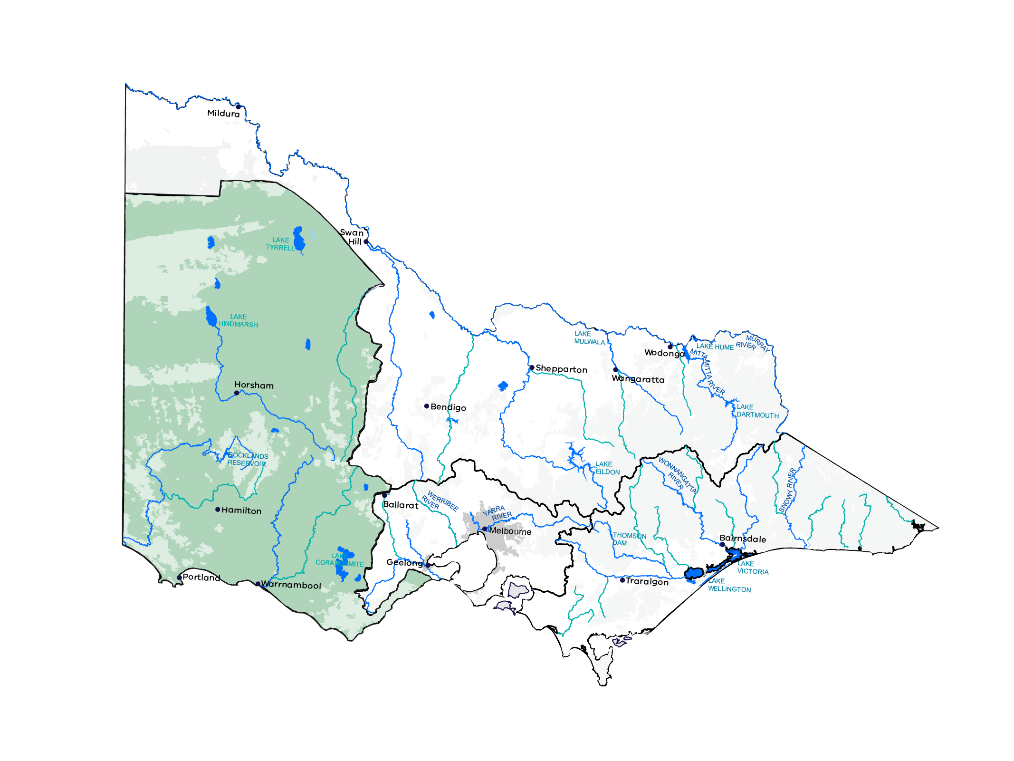 Mildura
Swan
Hill
LAKE
TYRRELL
LAKE
HINDMARSH
LAKE
MULWALA
Wodonga
LAKE HUME
MURRAY
RIVER
MITTA MITTA RIVER
Shepparton
Wangaratta
Horsham
Bendigo
LAKE
DARTMOUTH
ROCKLANDS
RESERVOIR
LAKE
EILDON
WONNANGATTA
RIVER
SNOWY RIVER
Hamilton
Ballarat
WERRIBEE
RIVER
YARRA
RIVER
Melbourne
THOMSON
DAM
Bairnsdale
LAKE
CORANGAMITE
Geelong
LAKE
VICTORIA
Portland
Warrnambool
Traralgon
LAKE
WELLINGTON